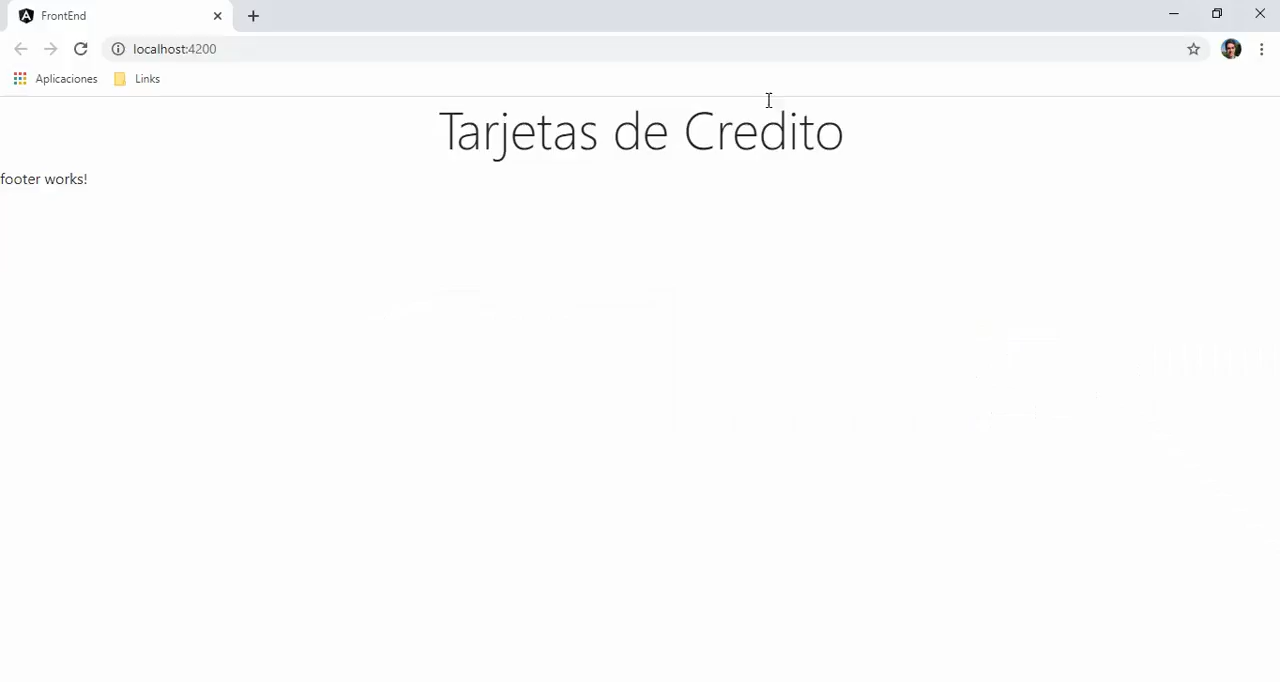 FrontEnd
localhost:4200
Aplicaciones
Links
Tarjetas de Credito
footer works!